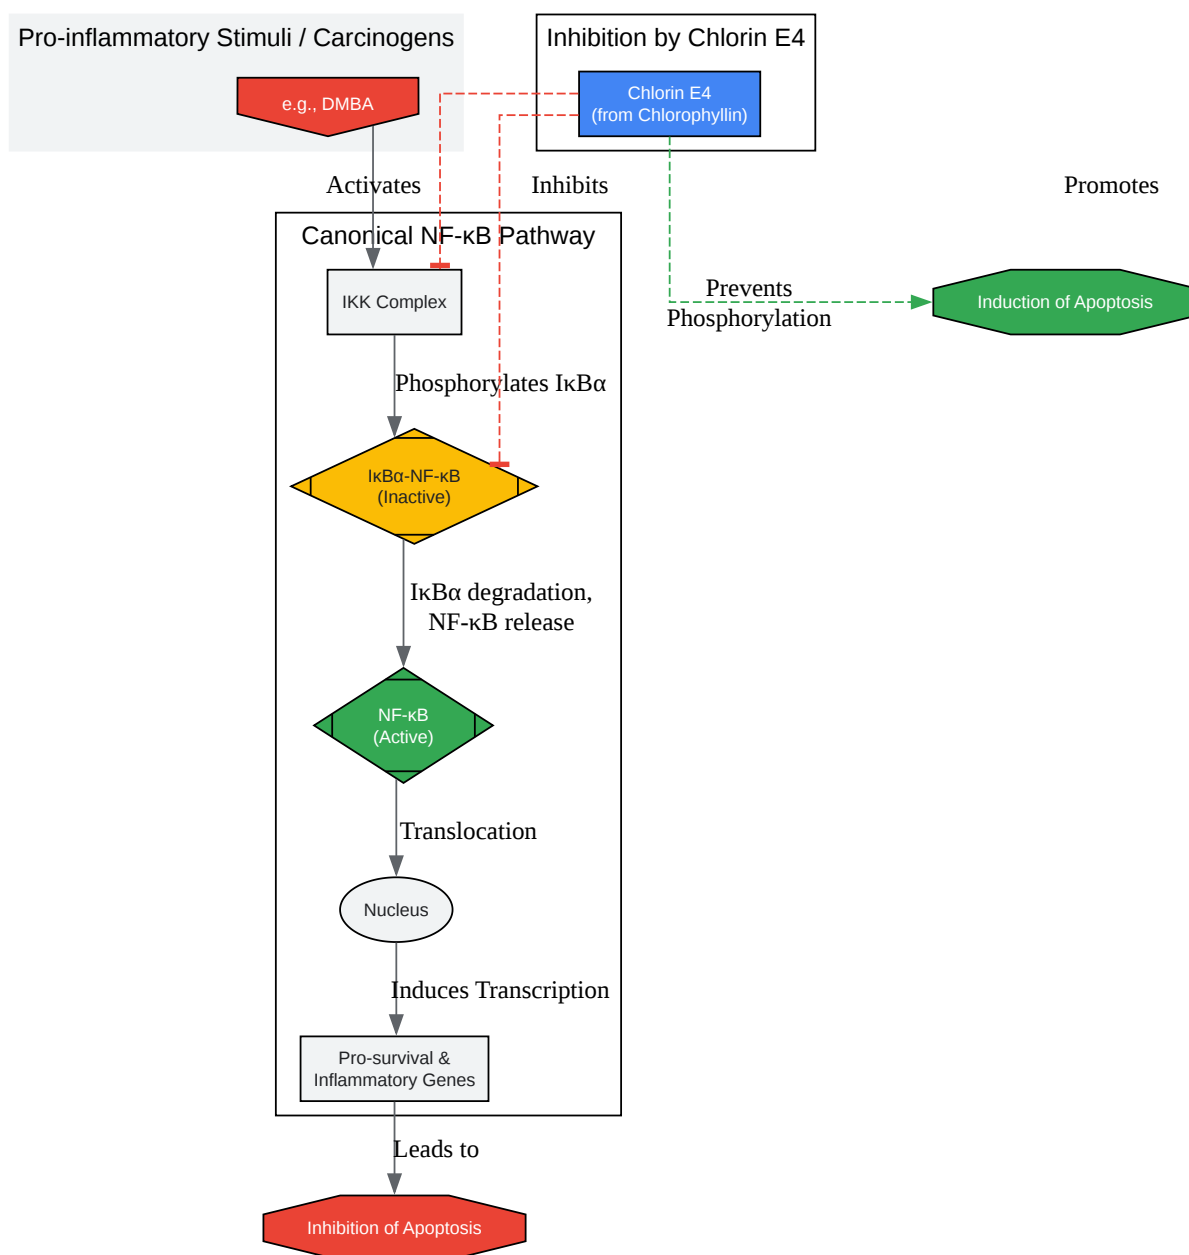 Pro-inflammatory Stimuli / Carcinogens
Inhibition by Chlorin E4
e.g., DMBA
Chlorin E4
(from Chlorophyllin)
Activates
Inhibits
Promotes
Canonical NF-κB Pathway
IKK Complex
Prevents
Phosphorylation
Induction of Apoptosis
Phosphorylates IκBα
IκBα-NF-κB
(Inactive)
IκBα degradation,
NF-κB release
NF-κB
(Active)
Translocation
Nucleus
Induces Transcription
Pro-survival &
Inflammatory Genes
Leads to
Inhibition of Apoptosis